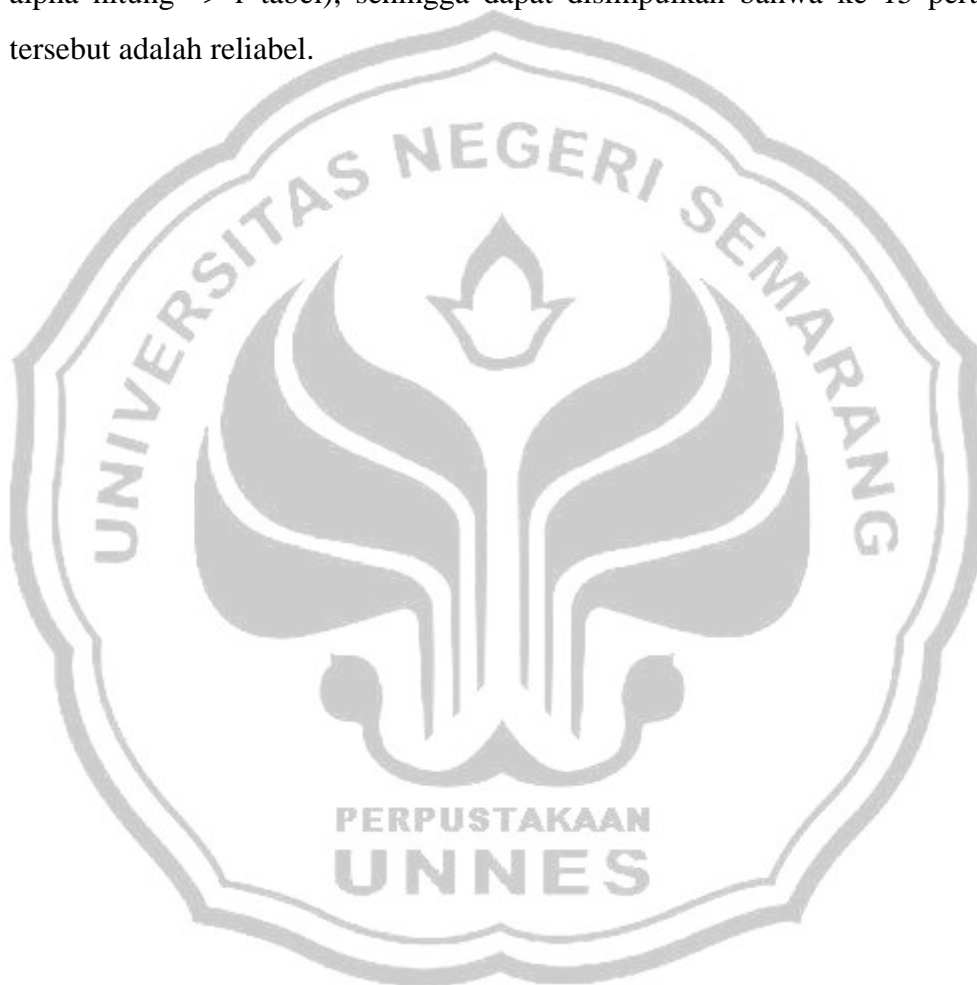 alpha hitung > r tabel), sehingga dapat disimpulkan bahwa ke 15
tersebut adalah reliabel.
UNIVERSITAS NEGERI SEMARANG
PERPUSTAKAAN
UNNES